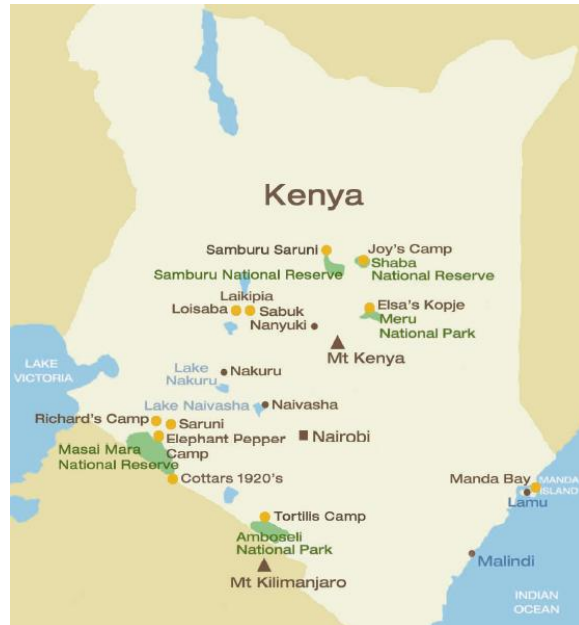 Kenya
Samburu Saruni
Joy's Camp
Samburu National Reserve
Shaba
National Reserve
Laikipia
Loisaba
Sabuk
Elsa's Kopje
Nanyuki
Meru
National Park
Mt Kenya
LAKE
VICTORIA
Lake
Nakuru
Nakuru
Lake Naivasha
Naivasha
Richard's Camp
Saruni
Elephant Pepper
Camp
Nairobi
Masai Mara
National Reserve
Cottars 1920's
Manda Bay
MANDA
ISLAND
Lamu
Tortilis Camp
Amboseli
National Park
Malindi
Mt Kilimanjaro
INDIAN
OCEAN